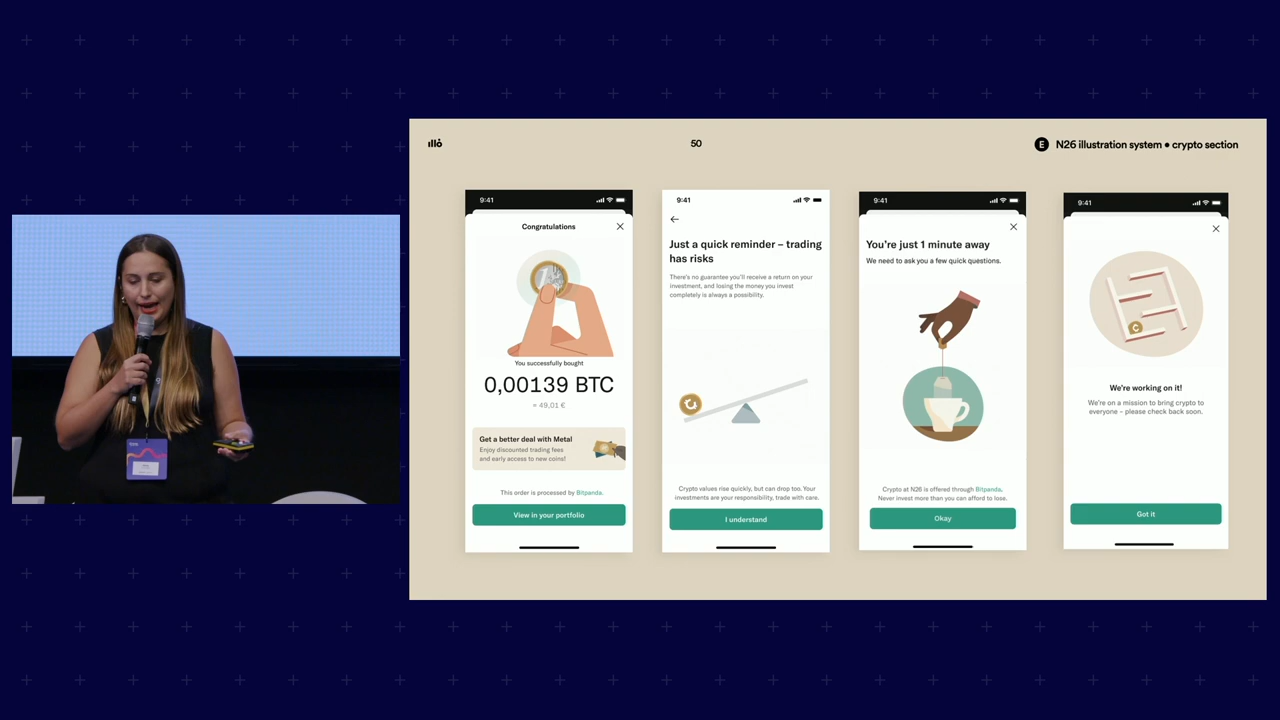 illo
50
E N26 illustration system • crypto section
9:41
Congratulations
You successfully bought
0,00139 BTC
≈ 49,01 €
Get a better deal with Metal
Enjoy discounted trading fees
and early access to new coins!
This order is processed by Bitpanda.
View in your portfolio
9:41
Just a quick reminder – trading
has risks
There's no guarantee you'll receive a return on your
investment, and losing the money you invest
completely is always a possibility.
Crypto values rise quickly, but can drop too. Your
investments are your responsibility, trade with care.
I understand
9:41
You're just 1 minute away
We need to ask you a few quick questions.
Crypto at N26 is offered through Bitpanda.
Never invest more than you can afford to lose.
Okay
9:41
We're working on it!
We're on a mission to bring crypto to
everyone – please check back soon.
Got it